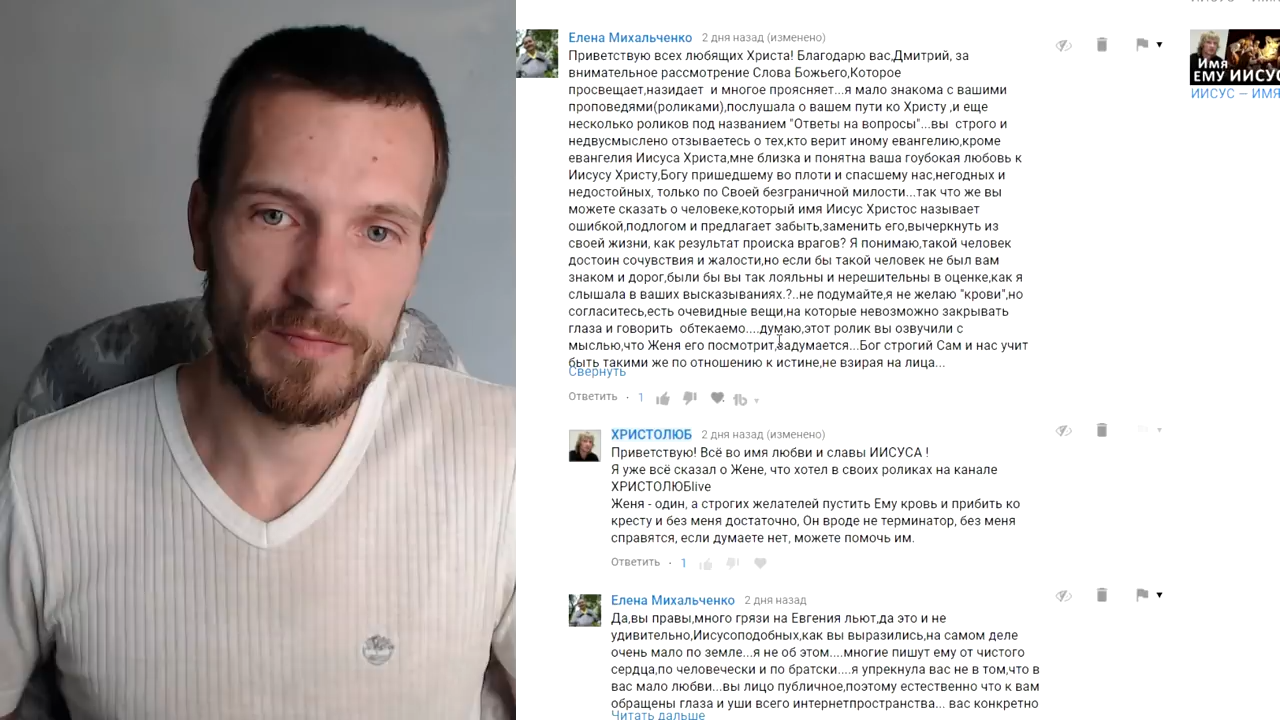 Елена Михальченко 2 дня назад (изменено)
Приветствую всех любящих Христа! Благодарю вас,Дмитрий, за
внимательное рассмотрение Слова Божьего,Которое
просвещает,назидает и многое проясняет...я мало знакома с вашими
проповедями(роликами),послушала о вашем пути ко Христу ,и еще
несколько роликов под названием "Ответы на вопросы"...вы строго и
недвусмыслено отзываетесь о тех,кто верит иному евангелию,кроме
евангелия Иисуса Христа,мне близка и понятна ваша гоубокая любовь к
Иисусу Христу,Богу пришедшему во плоти и спасшему нас,негодных и
недостойных, только по Своей безграничной милости...так что же вы
можете сказать о человеке,который имя Иисус Христос называет
ошибкой,подлогом и предлагает забыть,заменить его,вычеркнуть из
своей жизни, как результат происка врагов? Я понимаю,такой человек
достоин сочувствия и жалости,но если бы такой человек не был вам
знаком и дорог,были бы вы так лояльны и нерешительны в оценке,как я
слышала в ваших высказываниях.?..не подумайте,я не желаю "крови",но
согласитесь,есть очевидные вещи,на которые невозможно закрывать
глаза и говорить обтекаемо....думаю,этот ролик вы озвучили с
мыслью,что Женя его посмотрит,задумается...Бог строгий Сам и нас учит
быть такими же по отношению к истине,не взирая на лица...
Свернуть
Ответить · 1
ХРИСТОЛЮБ 2 дня назад (изменено)
Приветствую! Всё во имя любви и славы ИИСУСА !
Я уже всё сказал о Жене, что хотел в своих роликах на канале
ХРИСТОЛЮБlive
Женя - один, а строгих желателей пустить Ему кровь и прибить ко
кресту и без меня достаточно, Он вроде не терминатор, без меня
справятся, если думаете нет, можете помочь им.
Ответить · 1
Елена Михальченко 2 дня назад
Да,вы правы,много грязи на Евгения льют,да это и не
удивительно,Иисусоподобных,как вы выразились,на самом деле
очень мало по земле...я не об этом....многие пишут ему от чистого
сердца,по человечески и по братски....я упрекнула вас не в том,что в
вас мало любви...вы лицо публичное,поэтому естественно что к вам
обращены глаза и уши всего интернетпространства... вас конкретно
Читать дальше
Имя
ЕМУ ИИСУС
ИИСУС — ИМЯ